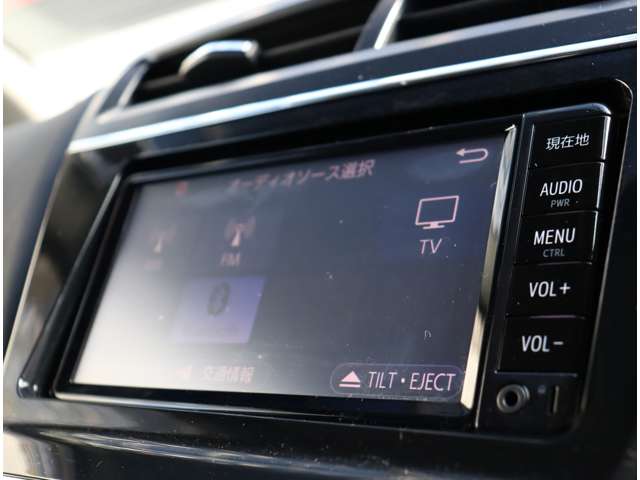 オーディオソース選択
FM
TV
交通情報
TILT・EJECT
現在地
AUDIO
PWR
MENU
CTRL
VOL+
VOL-